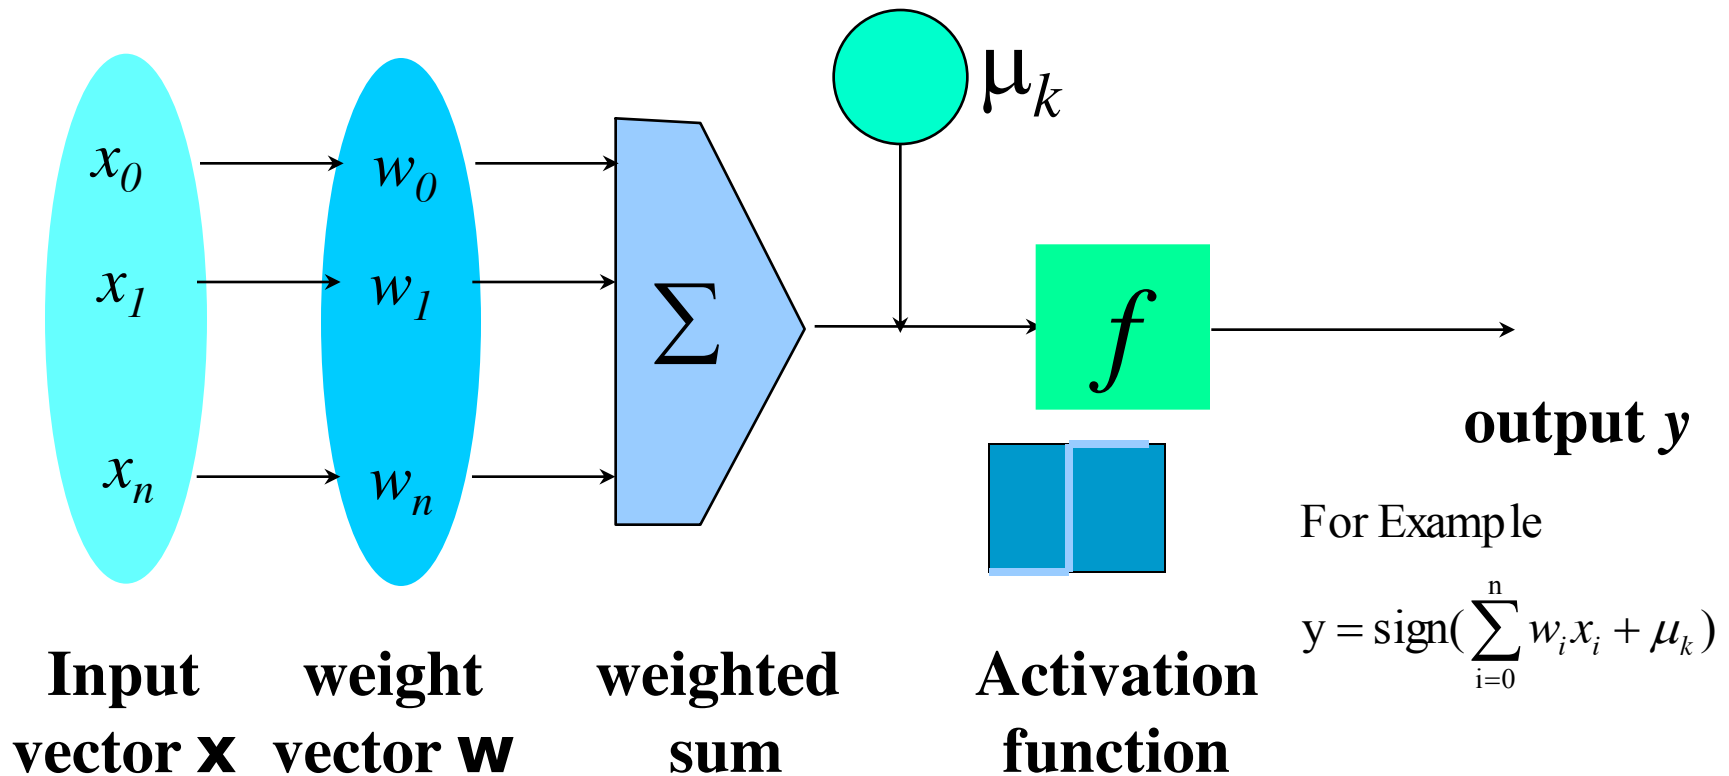 μk
x0 w0
x1 w1
∑ f
xn wn
output y
For Example
y = sign(∑_{i=0}^{n} w_i x_i + μ_k)
Input vector x
weight vector w
weighted sum
Activation function